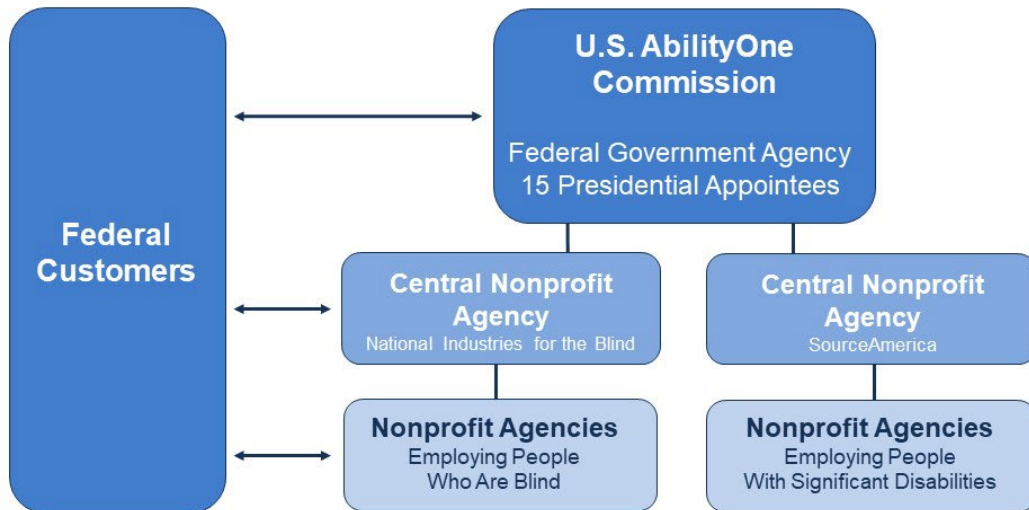 Federal
Customers
U.S. AbilityOne
Commission
Federal Government Agency
15 Presidential Appointees
Central Nonprofit
Agency
National Industries for the Blind
Central Nonprofit
Agency
SourceAmerica
Nonprofit Agencies
Employing People
Who Are Blind
Nonprofit Agencies
Employing People
With Significant Disabilities